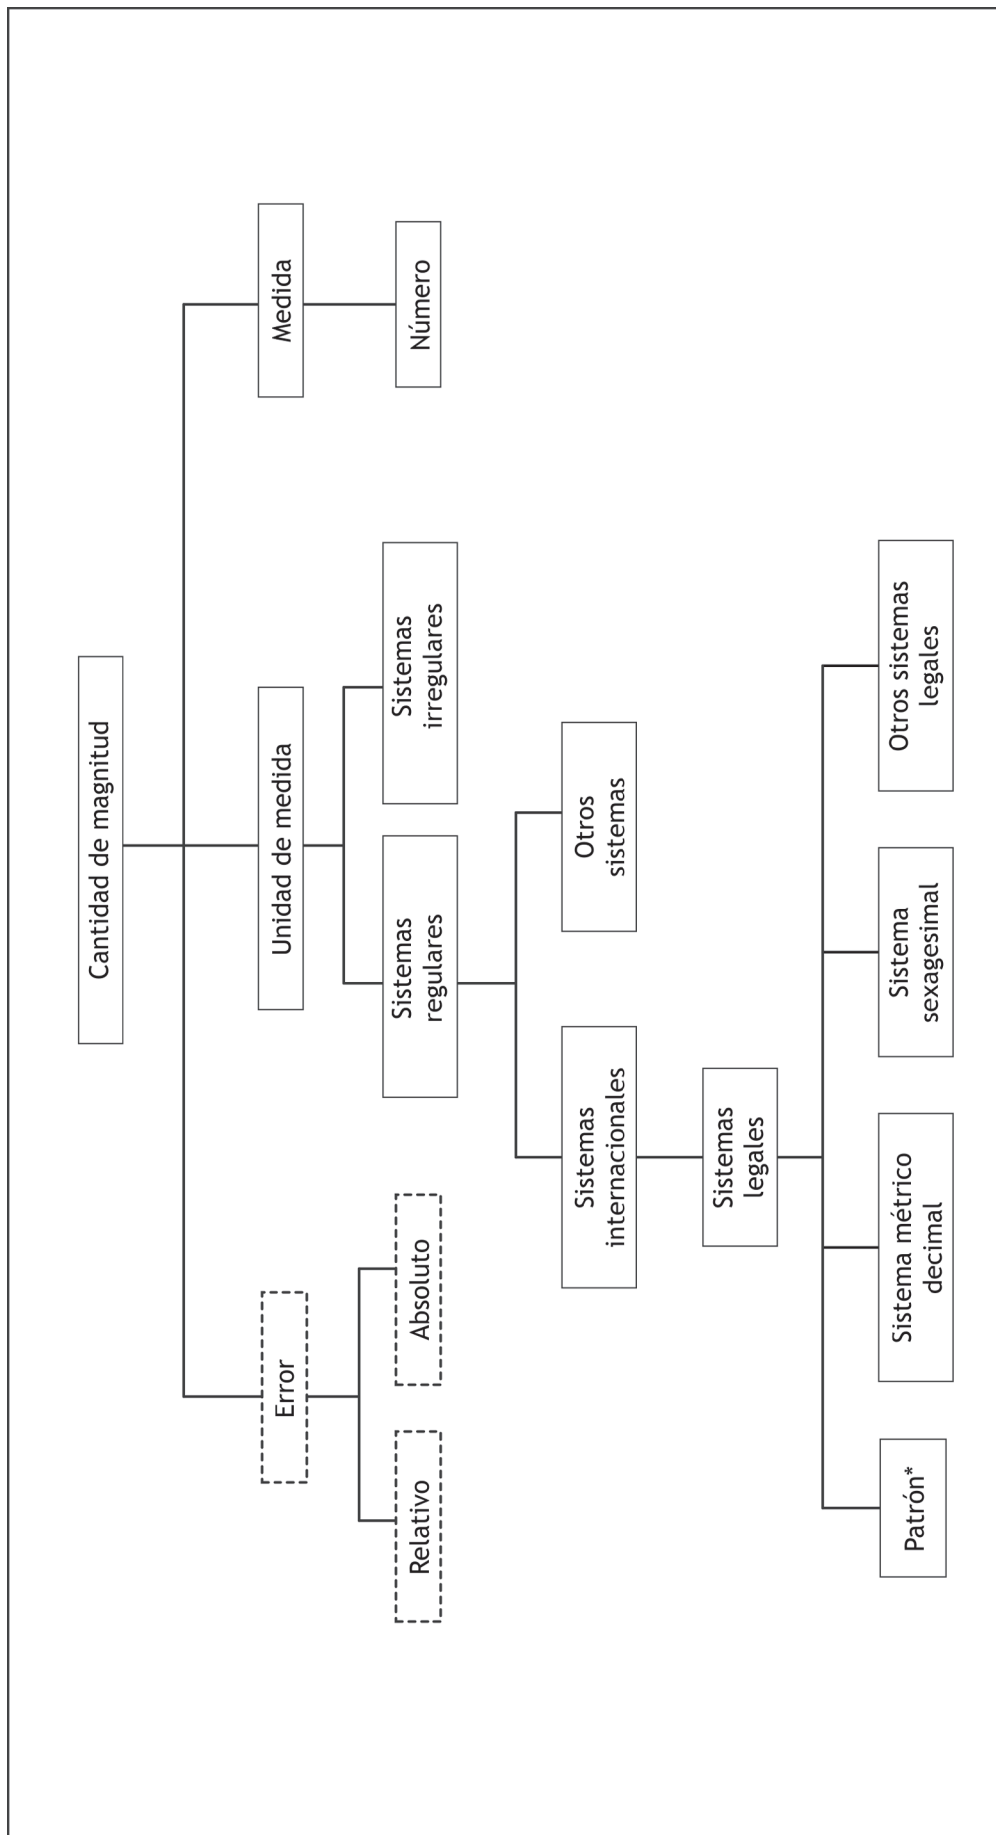 Cantidad de magnitud
Error
Unidad de medida
Medida
Relativo
Absoluto
Sistemas
regulares
Sistemas
irregulares
Número
Sistemas
internacionales
Otros
sistemas
Sistemas
legales
Patrón*
Sistema métrico
decimal
Sistema
sexagesimal
Otros sistemas
legales